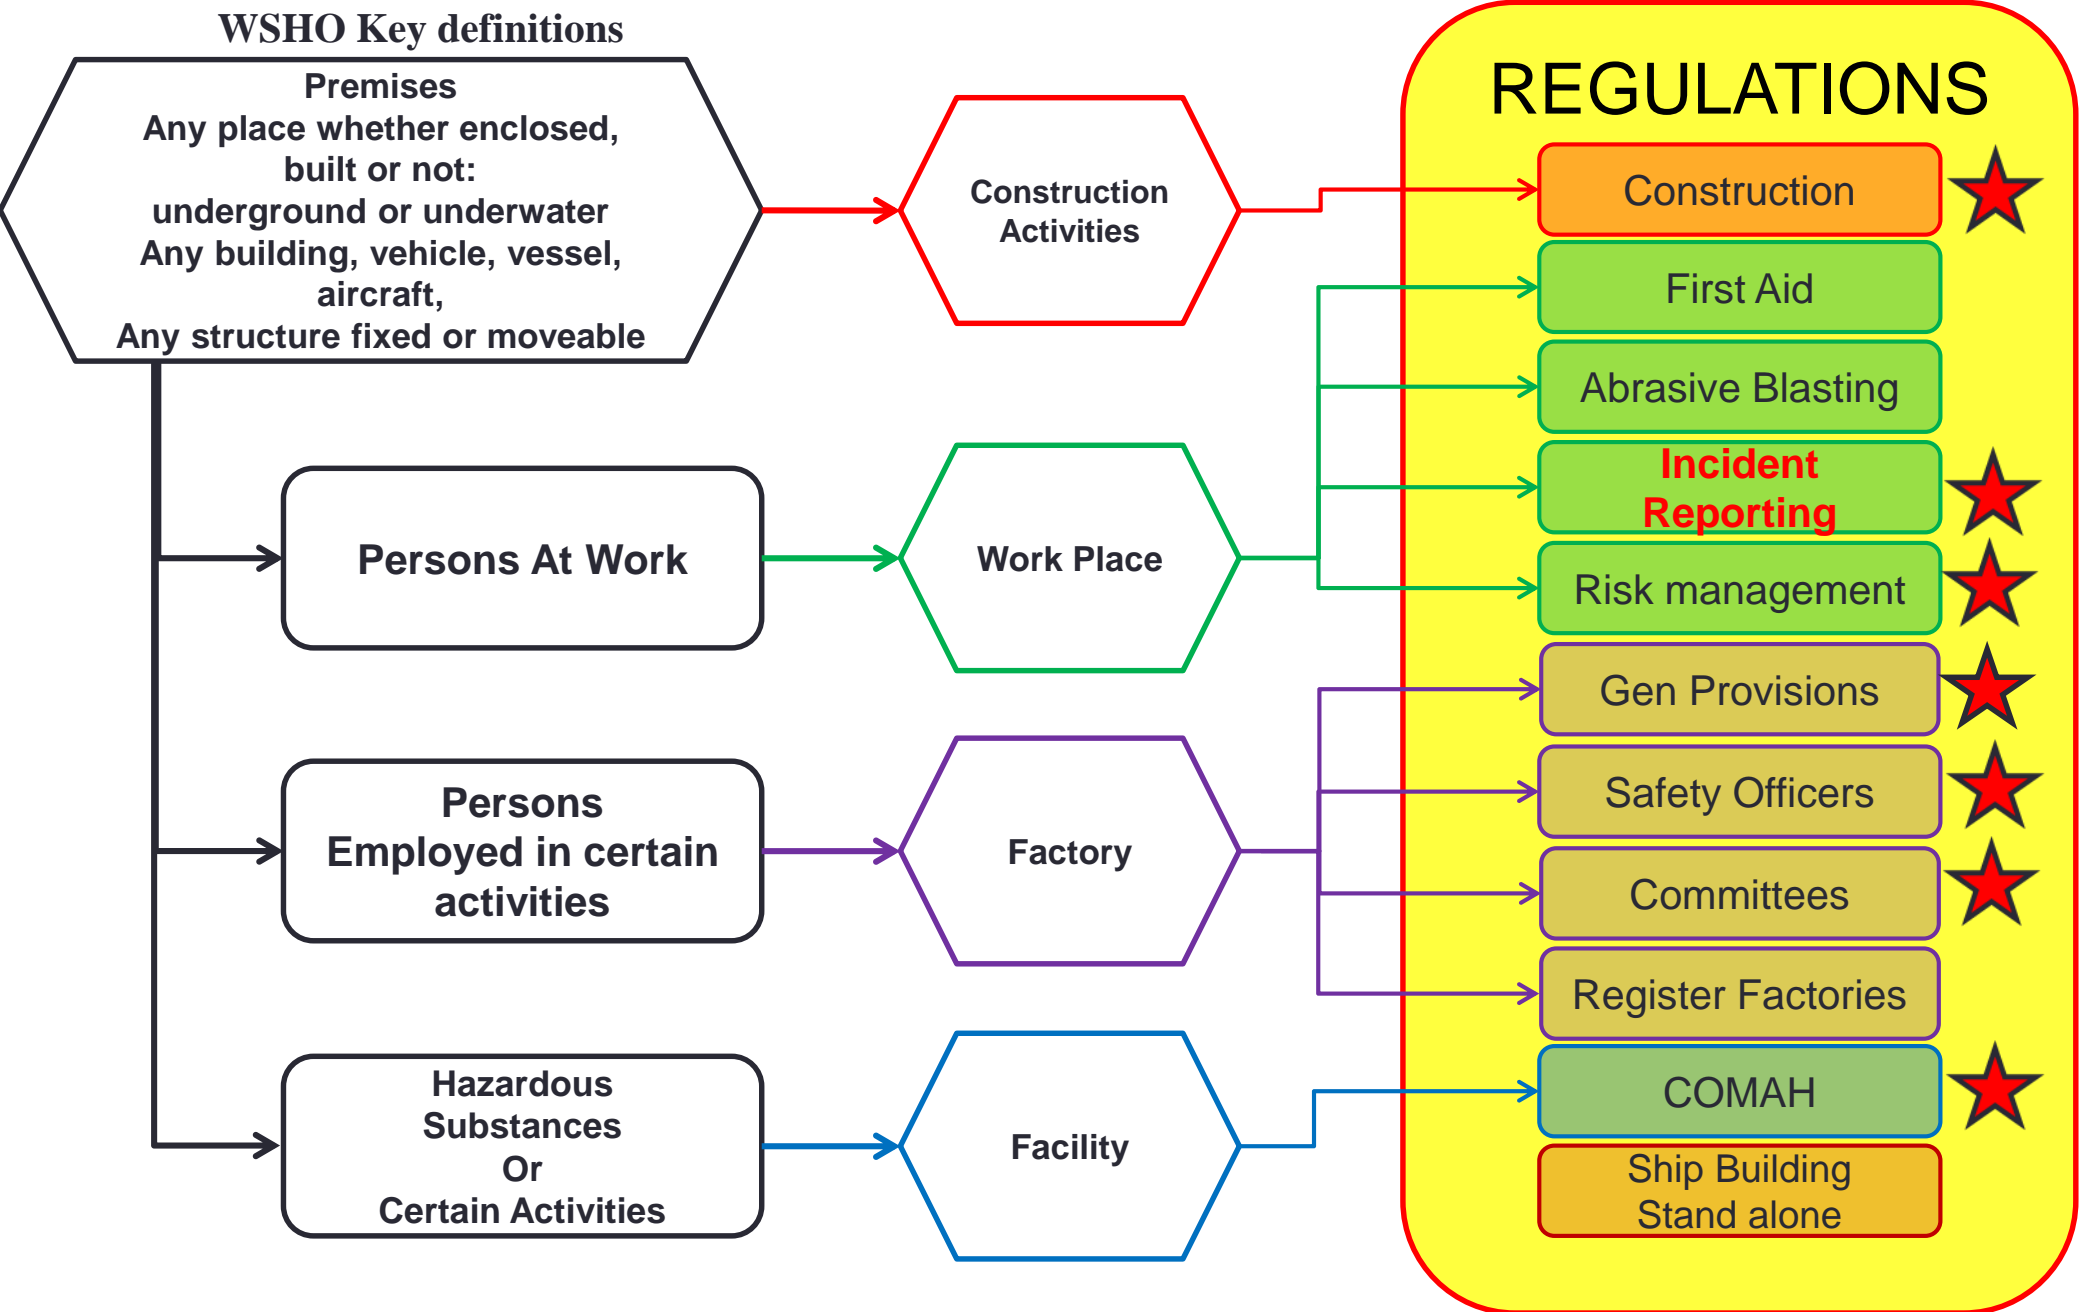 WSHO Key definitions
Premises
Any place whether enclosed,
built or not:
underground or underwater
Any building, vehicle, vessel,
aircraft,
Any structure fixed or moveable
Construction
Activities
Persons At Work
Work Place
Persons
Employed in certain
activities
Factory
Hazardous
Substances
Or
Certain Activities
Facility
REGULATIONS
Construction
First Aid
Abrasive Blasting
Incident
Reporting
Risk management
Gen Provisions
Safety Officers
Committees
Register Factories
COMAH
Ship Building
Stand alone